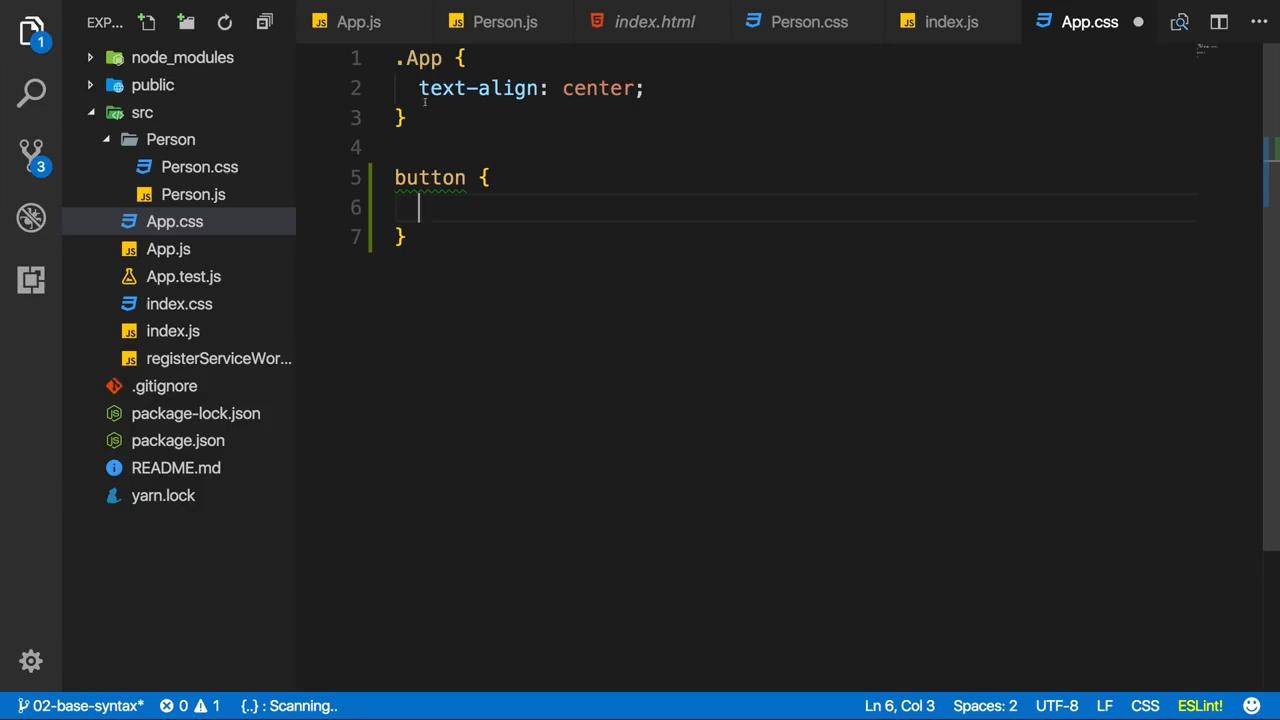 EXP...
App.js
Person.js
index.html
Person.css
index.js
App.css
1
node_modules
public
src
Person
Person.css
Person.js
App.css
App.js
App.test.js
index.css
index.js
registerServiceWor...
.gitignore
package-lock.json
package.json
README.md
yarn.lock
3
1 .App {
2 text-align: center;
3 }
4
5 button {
6
7 }
02-base-syntax* 0 1 {..} : Scanning.. Ln 6, Col 3 Spaces: 2 UTF-8 LF CSS ESLint!